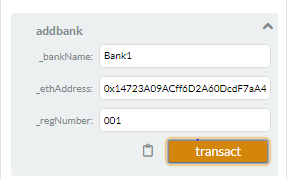 addbank
_bankName: Bank1
_ethAddress: 0x14723A09ACff6D2A60DcdF7aA4
_regNumber: 001
transact